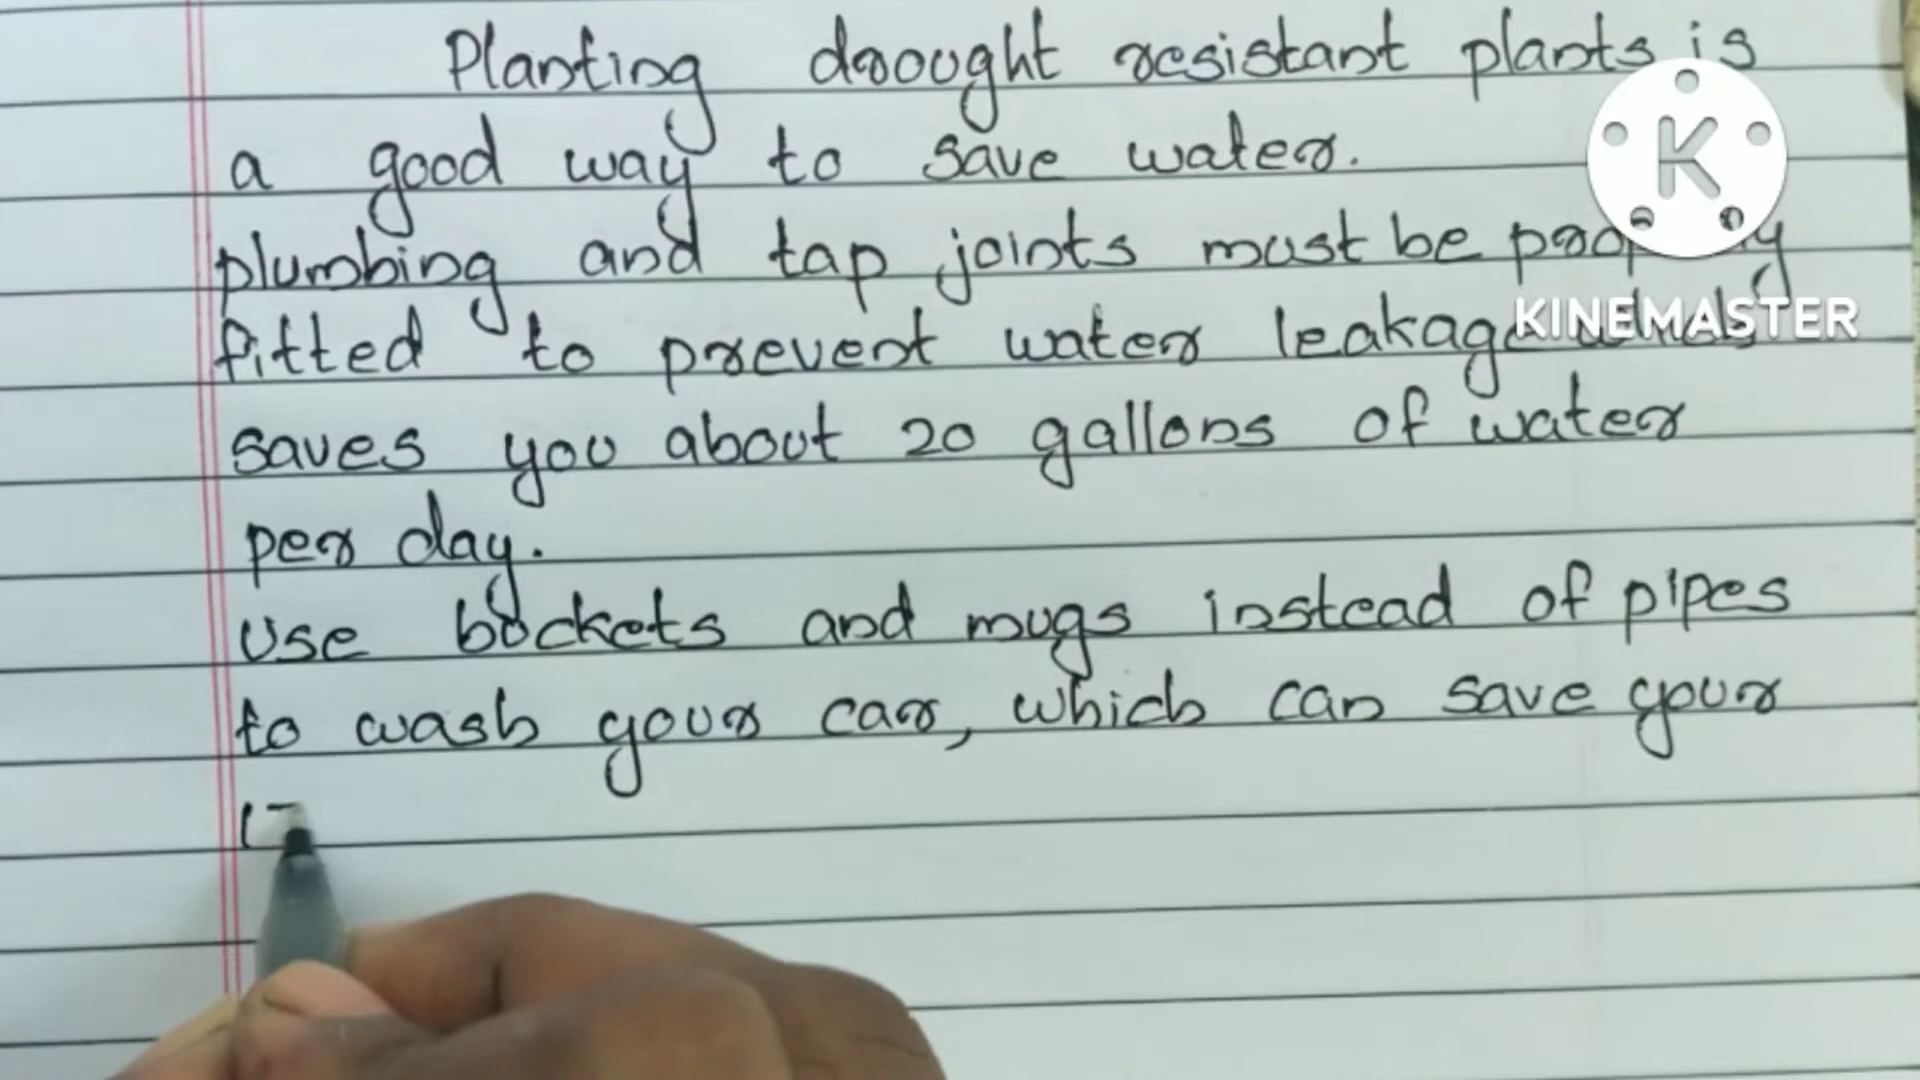 Planting drought resistant plants is
a good way to save water.
plumbing and tap joints must be
fitted to prevent water leakage
saves you about 20 gallons of water
per day.
use buckets and mugs instead of pipes
to wash your car, which can save your
K
KINEMASTER